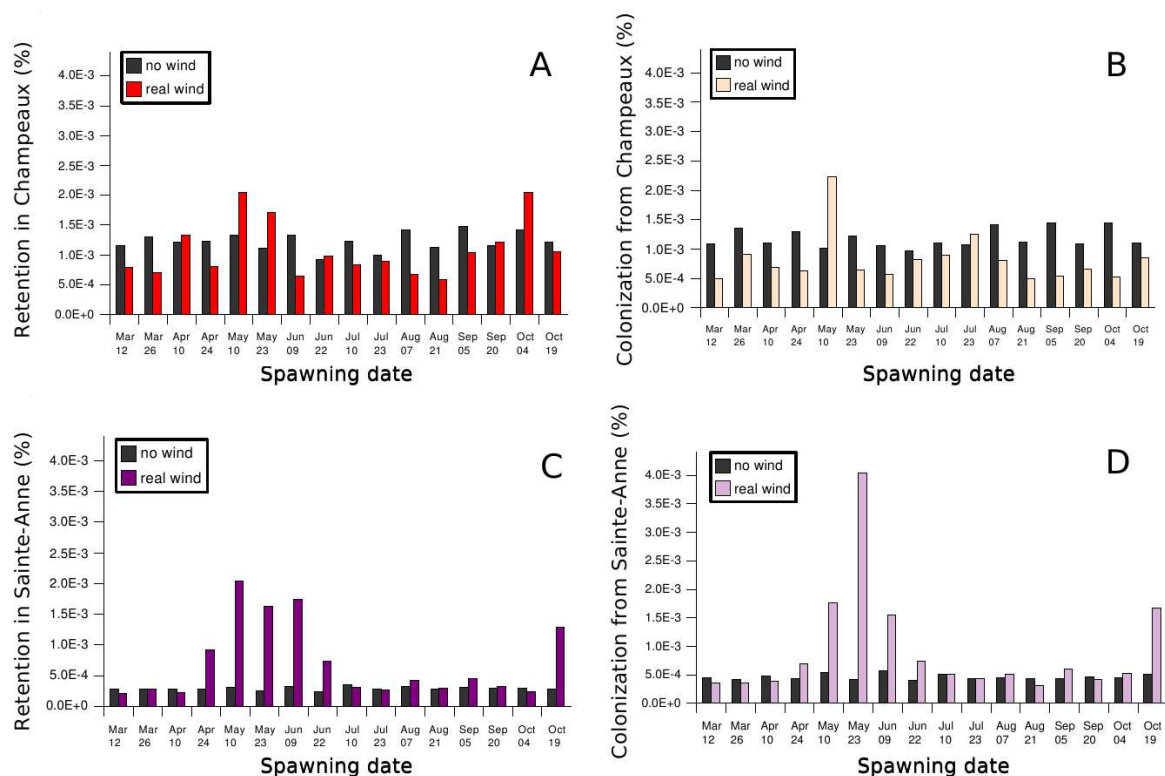 Retention in Champeaux (%)
4.0E-3
3.5E-3
3.0E-3
2.5E-3
2.0E-3
1.5E-3
1.0E-3
5.0E-4
0.0E+0
no wind
real wind
A
Mar Mar Apr Apr May May Jun Jun Jul Jul Aug Aug Sep Sep Oct Oct
12 26 10 24 10 23 09 22 10 23 07 21 05 20 04 19
Spawning date
Colonization from Champeaux (%)
4.0E-3
3.5E-3
3.0E-3
2.5E-3
2.0E-3
1.5E-3
1.0E-3
5.0E-4
0.0E+0
no wind
real wind
B
Mar Mar Apr Apr May May Jun Jun Jul Jul Aug Aug Sep Sep Oct Oct
12 26 10 24 10 23 09 22 10 23 07 21 05 20 04 19
Spawning date
Retention in Sainte-Anne (%)
4.0E-3
3.5E-3
3.0E-3
2.5E-3
2.0E-3
1.5E-3
1.0E-3
5.0E-4
0.0E+0
no wind
real wind
C
Mar Mar Apr Apr May May Jun Jun Jul Jul Aug Aug Sep Sep Oct Oct
12 26 10 24 10 23 09 22 10 23 07 21 05 20 04 19
Spawning date
Colonization from Sainte-Anne (%)
4.0E-3
3.5E-3
3.0E-3
2.5E-3
2.0E-3
1.5E-3
1.0E-3
5.0E-4
0.0E+0
no wind
real wind
D
Mar Mar Apr Apr May May Jun Jun Jul Jul Aug Aug Sep Sep Oct Oct
12 26 10 24 10 23 09 22 10 23 07 21 05 20 04 19
Spawning date